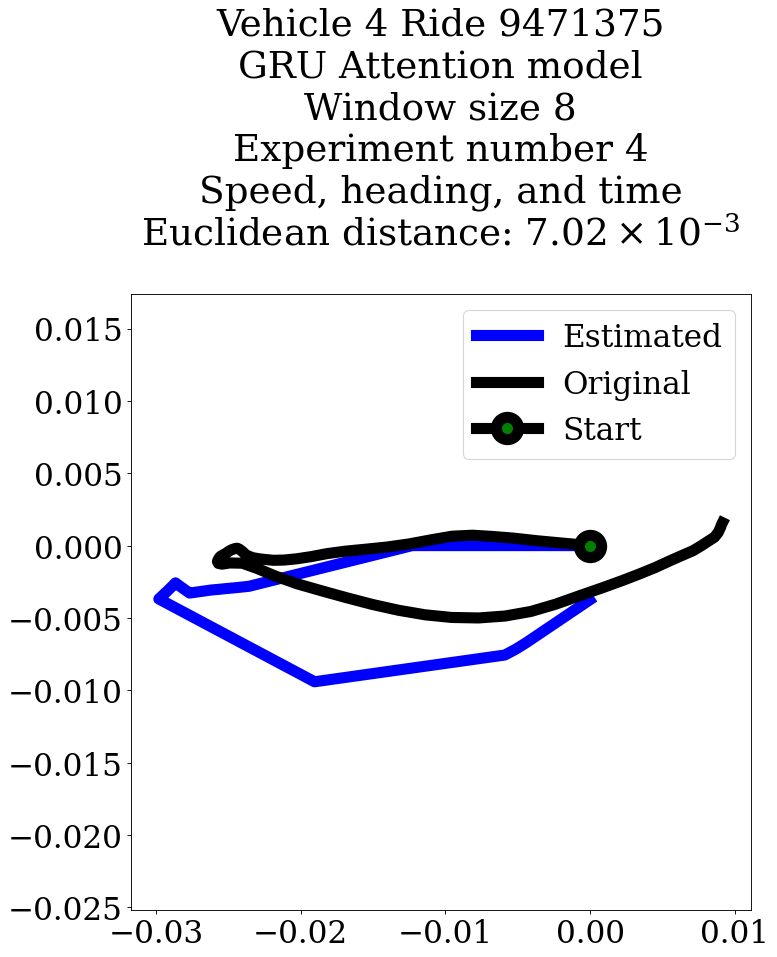 Vehicle 4 Ride 9471375
GRU Attention model
Window size 8
Experiment number 4
Speed, heading, and time
Euclidean distance: 7.02 × 10⁻³
Estimated
Original
Start
0.015
0.010
0.005
0.000
−0.005
−0.010
−0.015
−0.020
−0.025
−0.03 −0.02 −0.01 0.00 0.01